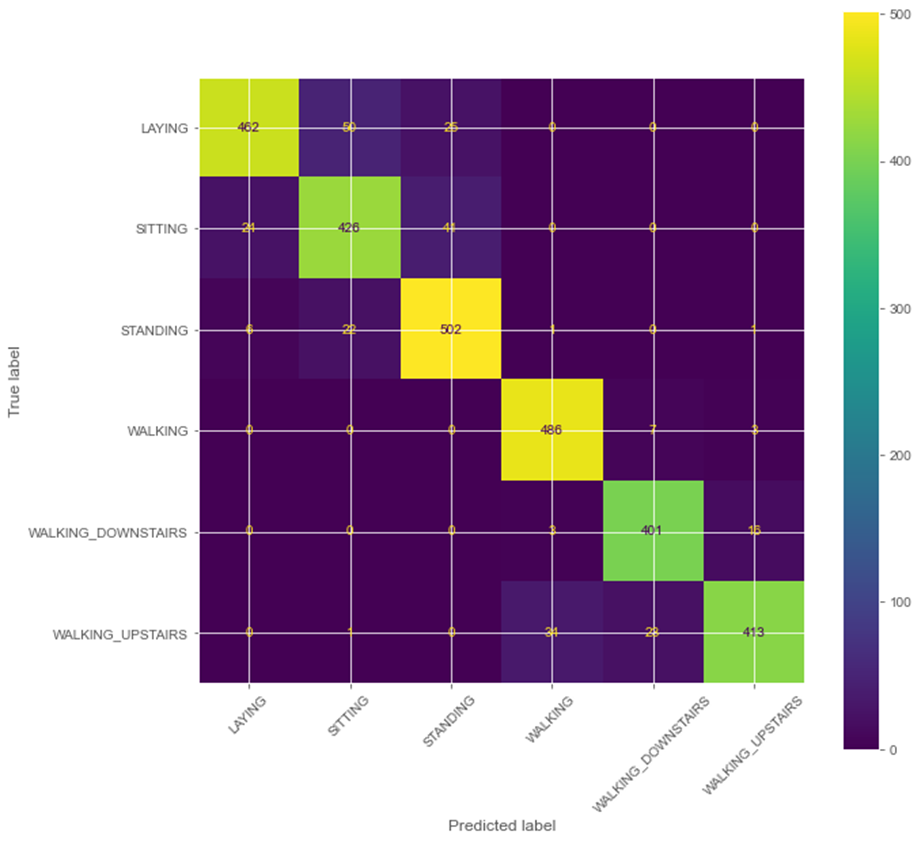 500
LAYING 462 50 25 0 0 0
400
SITTING 24 426 41 0 0 0
300
STANDING 6 22 502 1 0 1
True label
WALKING 0 0 0 486 7 3
200
WALKING_DOWNSTAIRS 0 0 0 3 401 16
100
WALKING_UPSTAIRS 0 1 0 34 23 413
0
LAYING SITTING STANDING WALKING WALKING_DOWNSTAIRS WALKING_UPSTAIRS
Predicted label